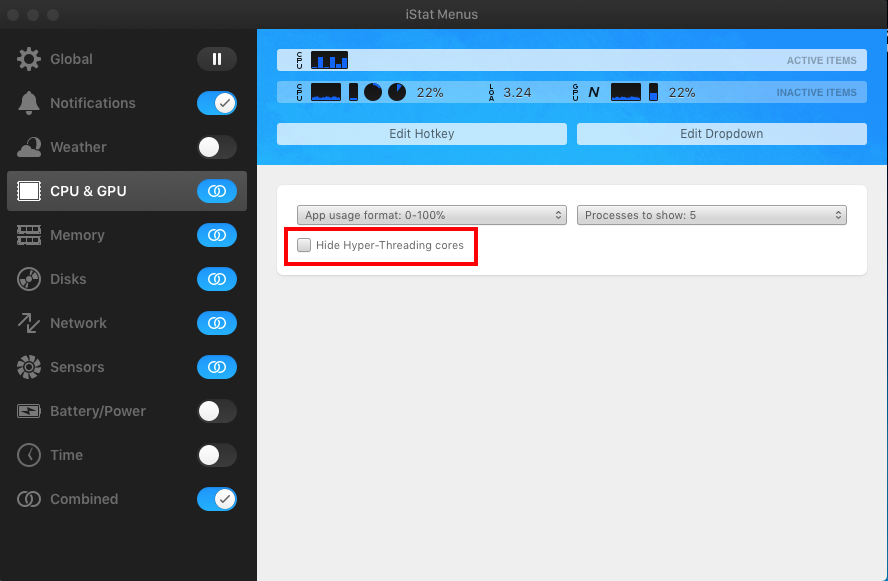 iStat Menus
Global
Notifications
Weather
CPU & GPU
Memory
Disks
Network
Sensors
Battery/Power
Time
Combined
CPU ACTIVE ITEMS
CPU 22% LOA 3.24 GPU N 22% INACTIVE ITEMS
Edit Hotkey Edit Dropdown
App usage format: 0-100% Processes to show: 5
Hide Hyper-Threading cores